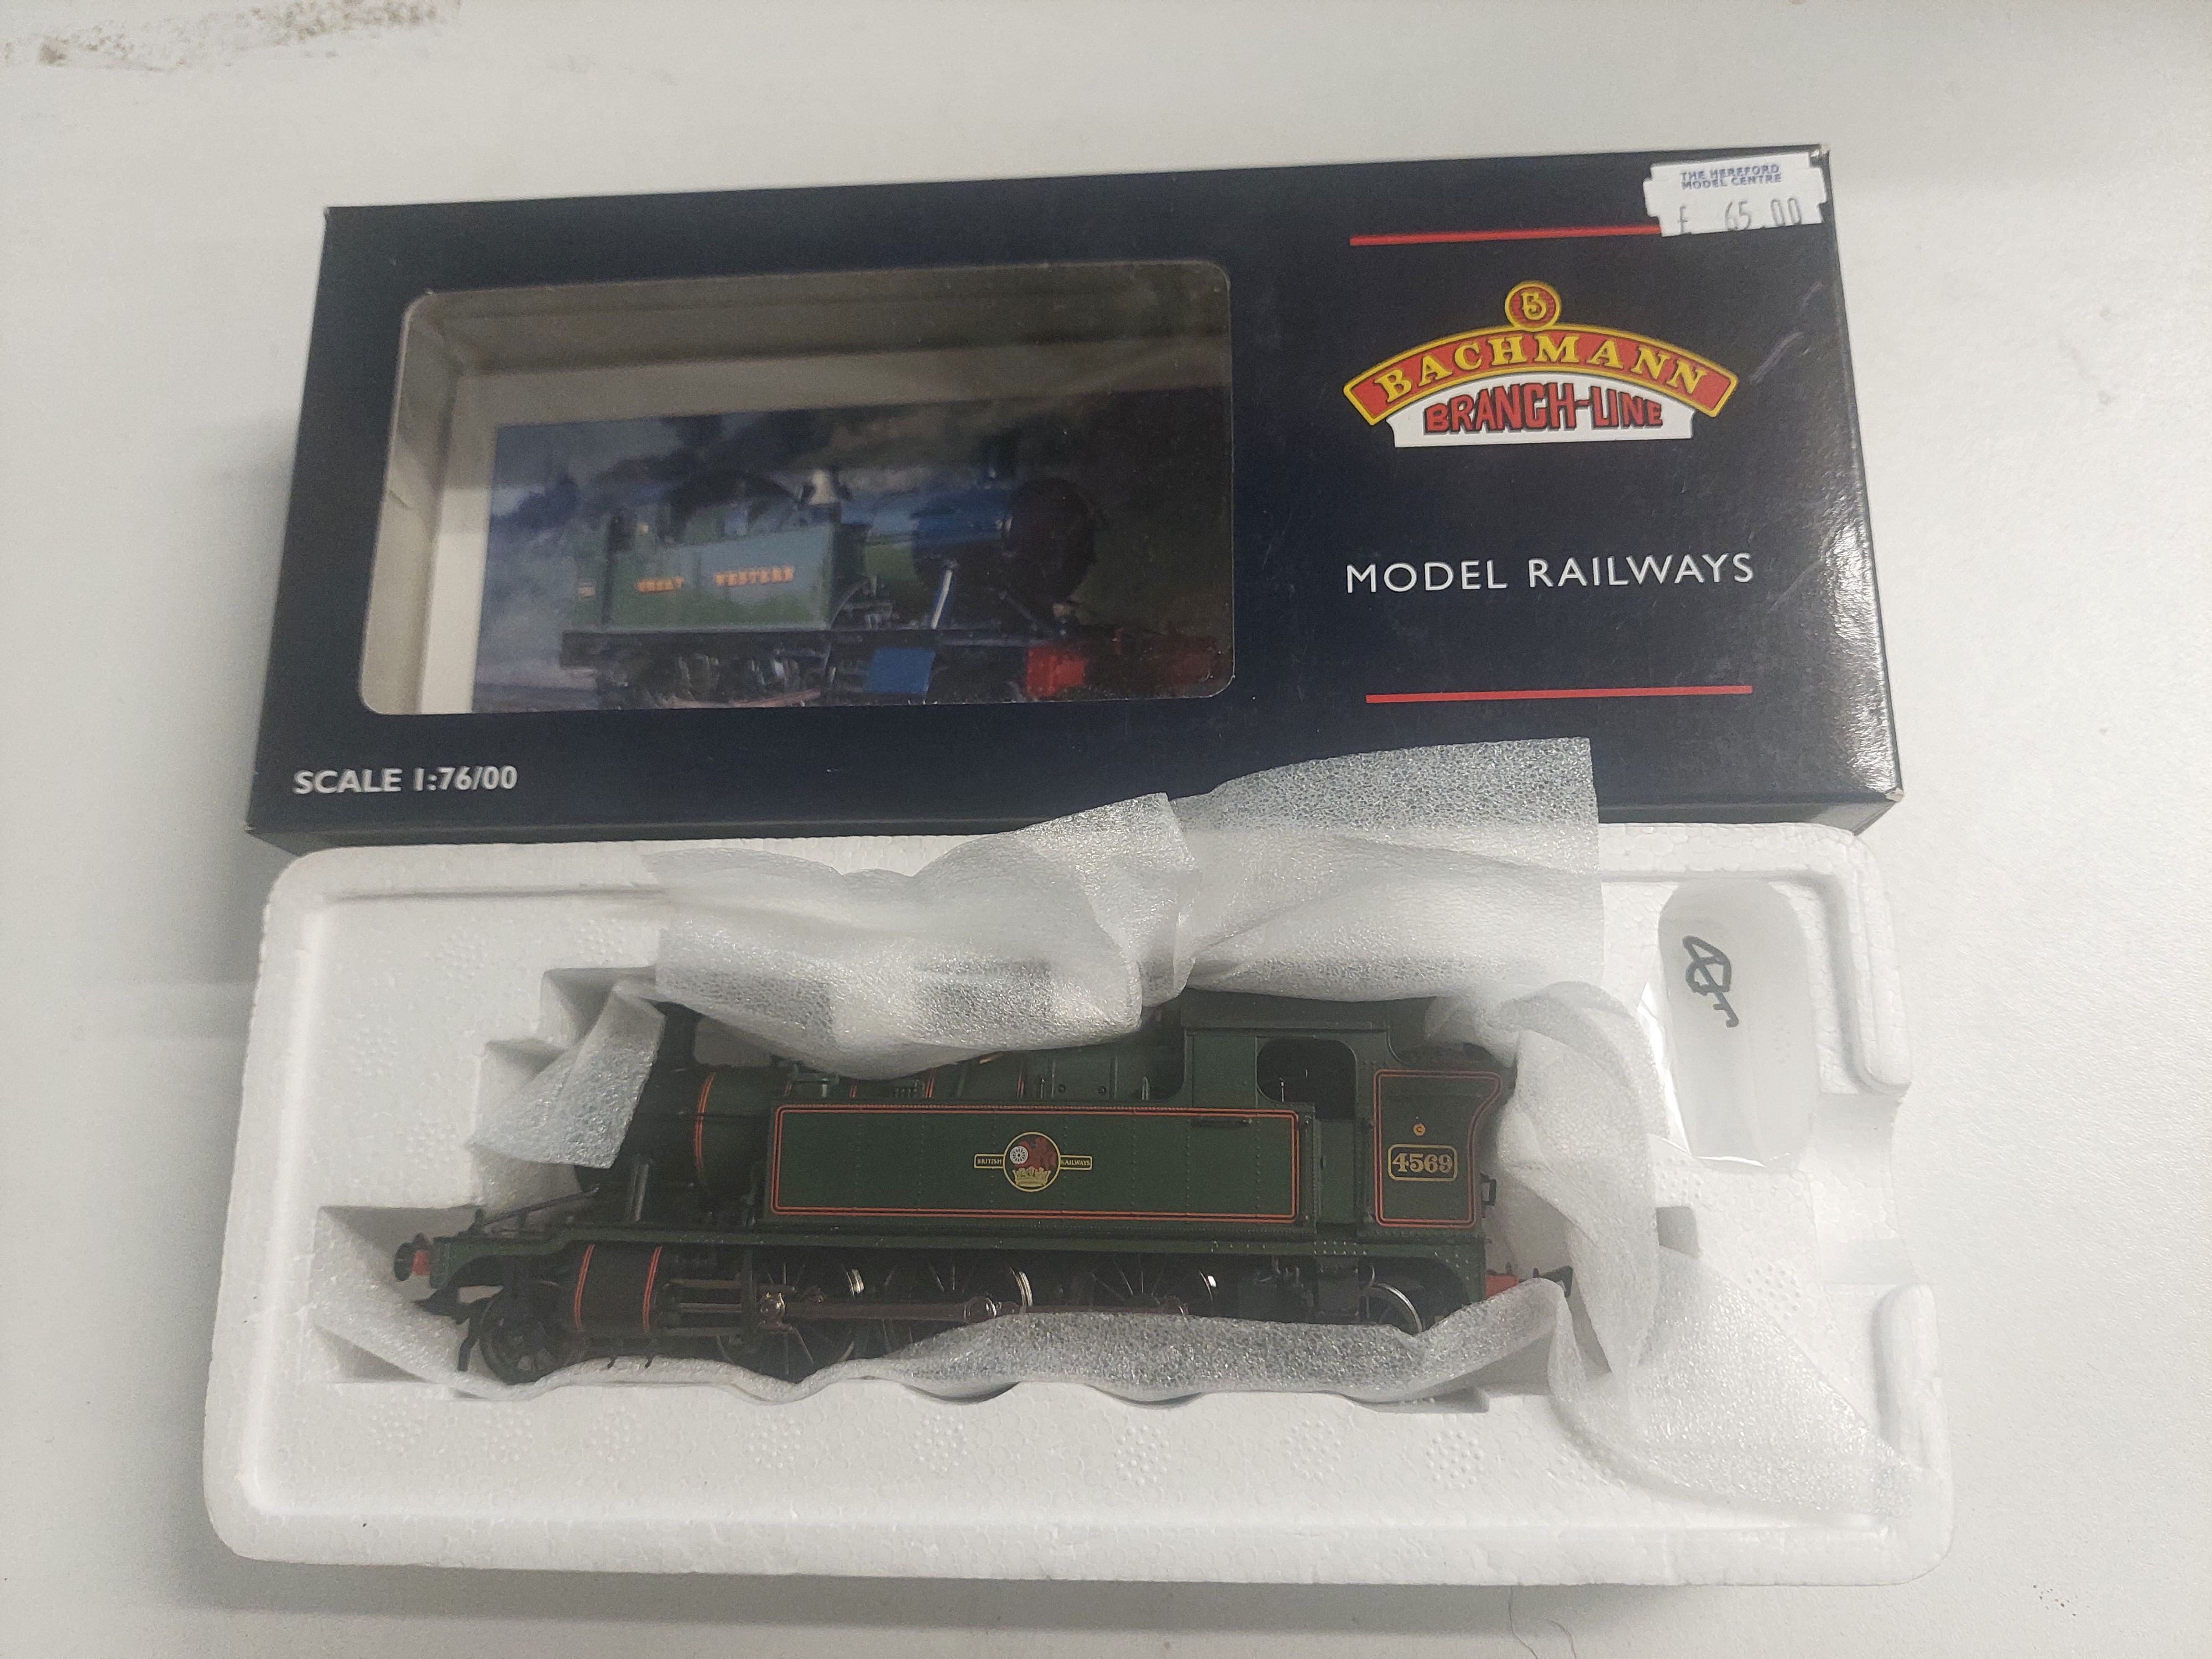 THE HEREFORD
MODEL CENTRE
£ 65.00
B
BACHMANN
BRANCH-LINE
MODEL RAILWAYS
GREAT WESTERN
SCALE 1:76/00
BRITISH RAILWAYS
C
4569